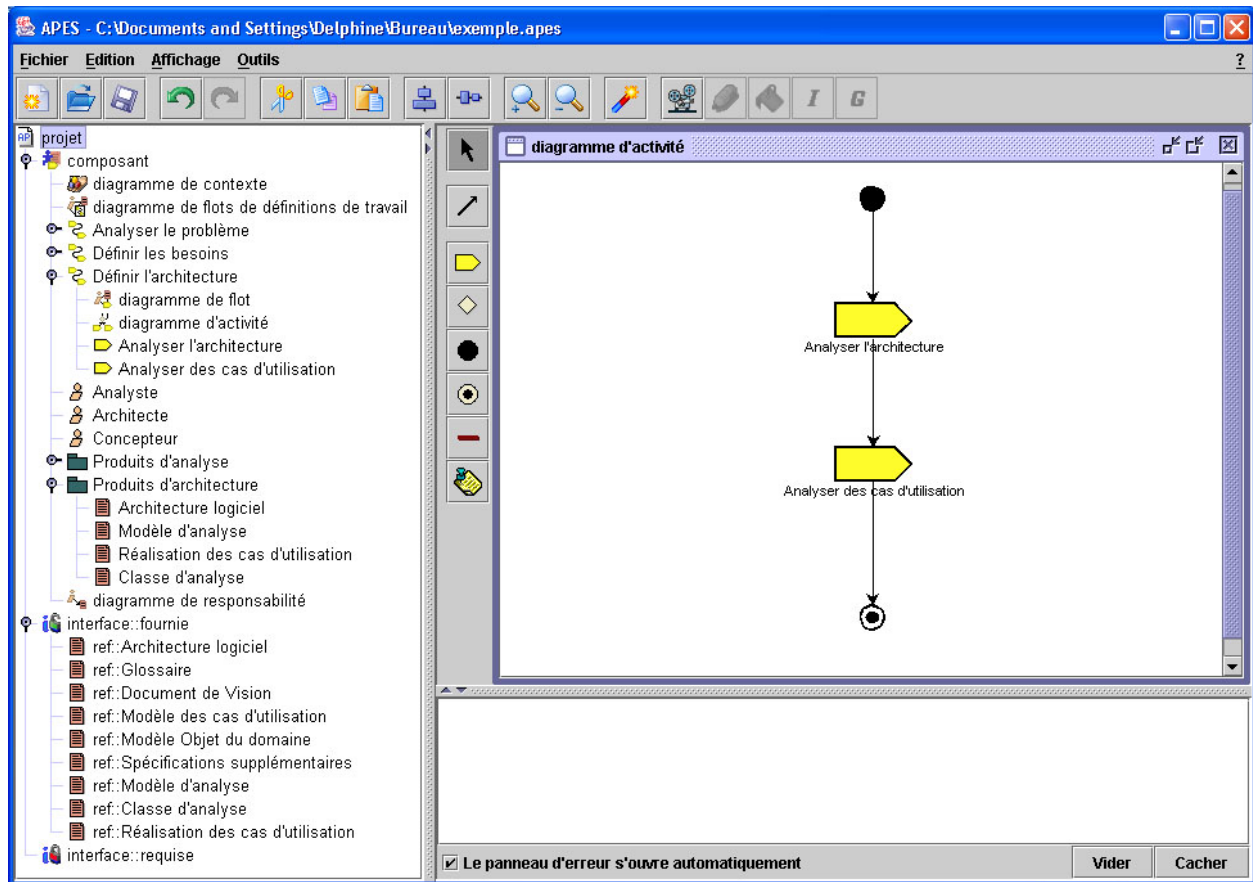 APES - C:\Documents and Settings\Delphine\Bureau\exemple.apes
Fichier Edition Affichage Outils ?
I G
AP projet
composant
diagramme de contexte
diagramme de flots de définitions de travail
Analyser le problème
Définir les besoins
Définir l'architecture
diagramme de flot
diagramme d'activité
Analyser l'architecture
Analyser des cas d'utilisation
Analyste
Architecte
Concepteur
Produits d'analyse
Produits d'architecture
Architecture logiciel
Modèle d'analyse
Réalisation des cas d'utilisation
Classe d'analyse
diagramme de responsabilité
interface::fournie
ref::Architecture logiciel
ref::Glossaire
ref::Document de Vision
ref::Modèle des cas d'utilisation
ref::Modèle Objet du domaine
ref::Spécifications supplémentaires
ref::Modèle d'analyse
ref::Classe d'analyse
ref::Réalisation des cas d'utilisation
interface::requise
diagramme d'activité
Analyser l'architecture
Analyser des cas d'utilisation
Le panneau d'erreur s'ouvre automatiquement
Vider
Cacher